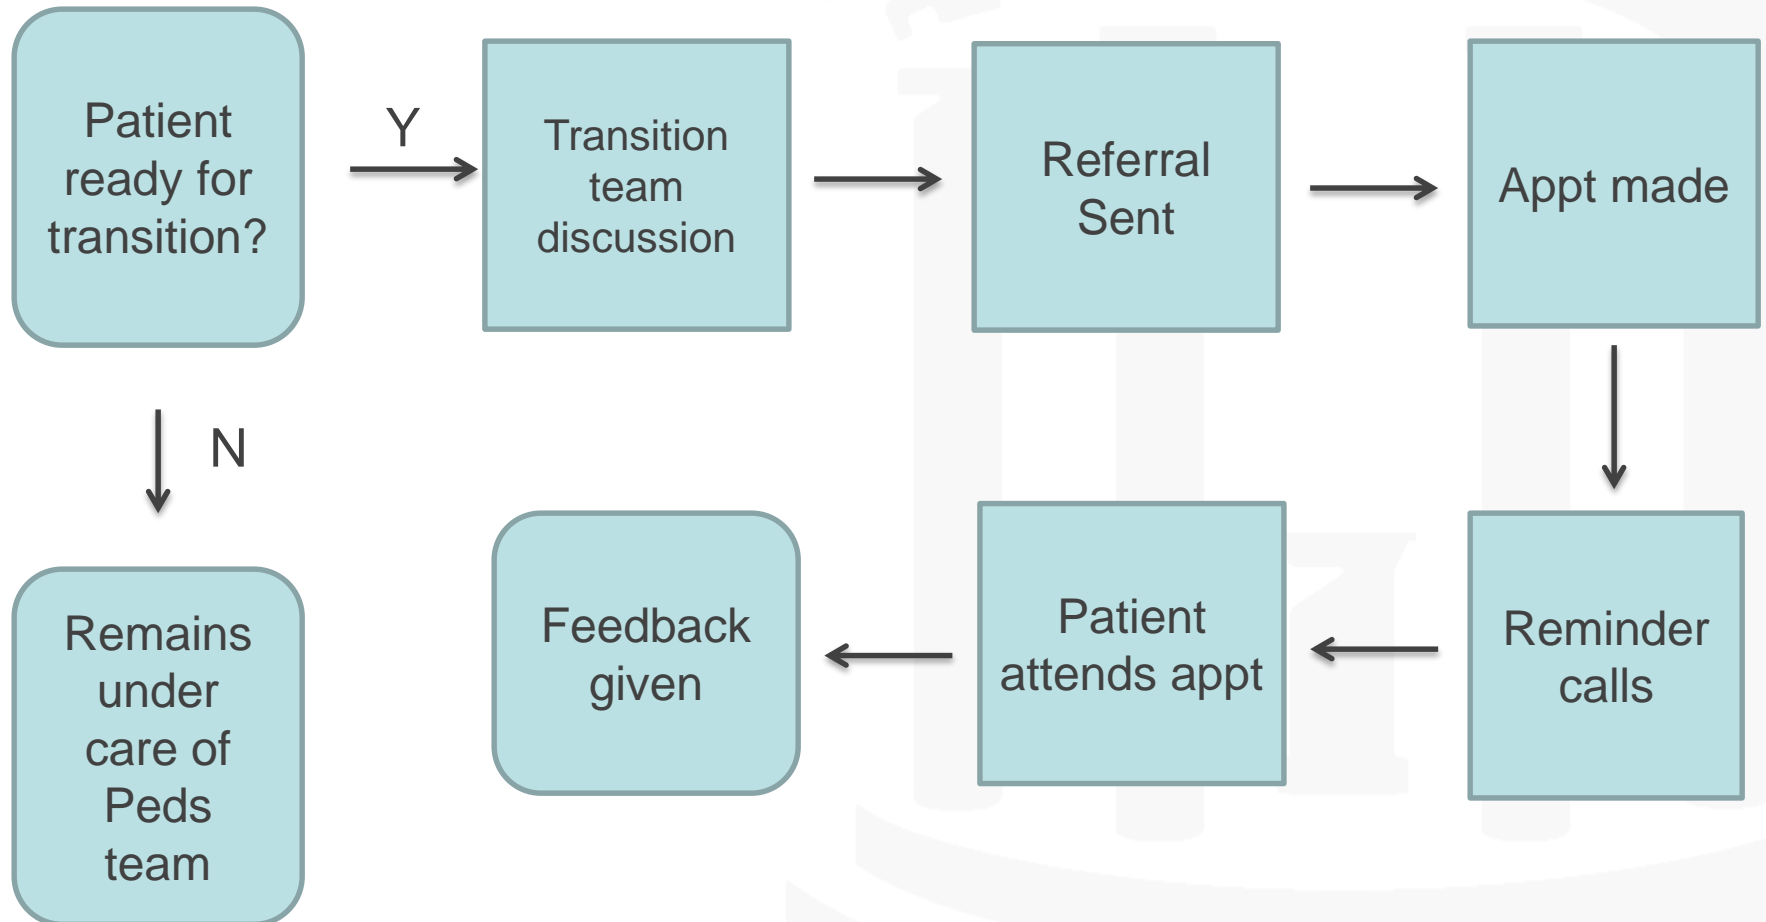 Patient
ready for
transition?
Y
Transition
team
discussion
Referral
Sent
Appt made
N
Remains
under
care of
Peds
team
Feedback
given
Patient
attends appt
Reminder
calls